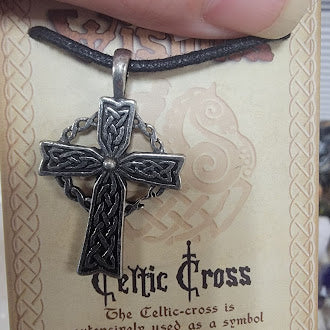 Celtic Cross
The Celtic-cross is
extensively used as a symbol